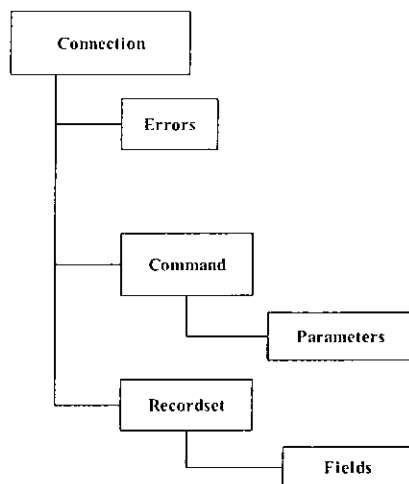 Connection
Errors
Command
Parameters
Recordset
Fields